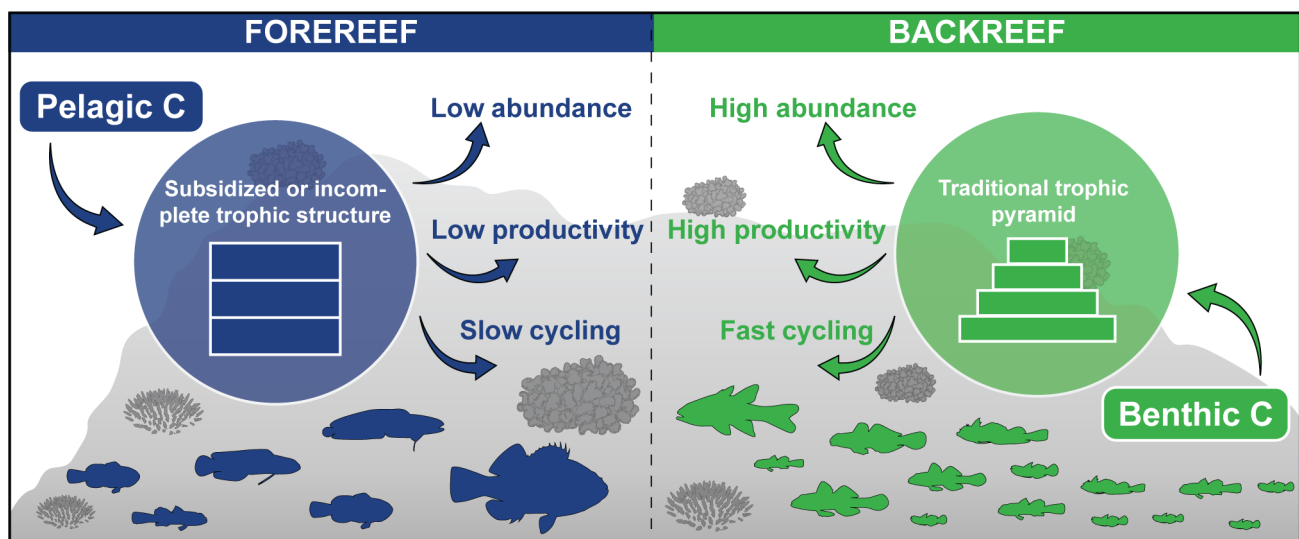 FOREREEF
BACKREEF
Pelagic C
Subsidized or incom-
plete trophic structure
Low abundance
Low productivity
Slow cycling
High abundance
High productivity
Fast cycling
Traditional trophic
pyramid
Benthic C